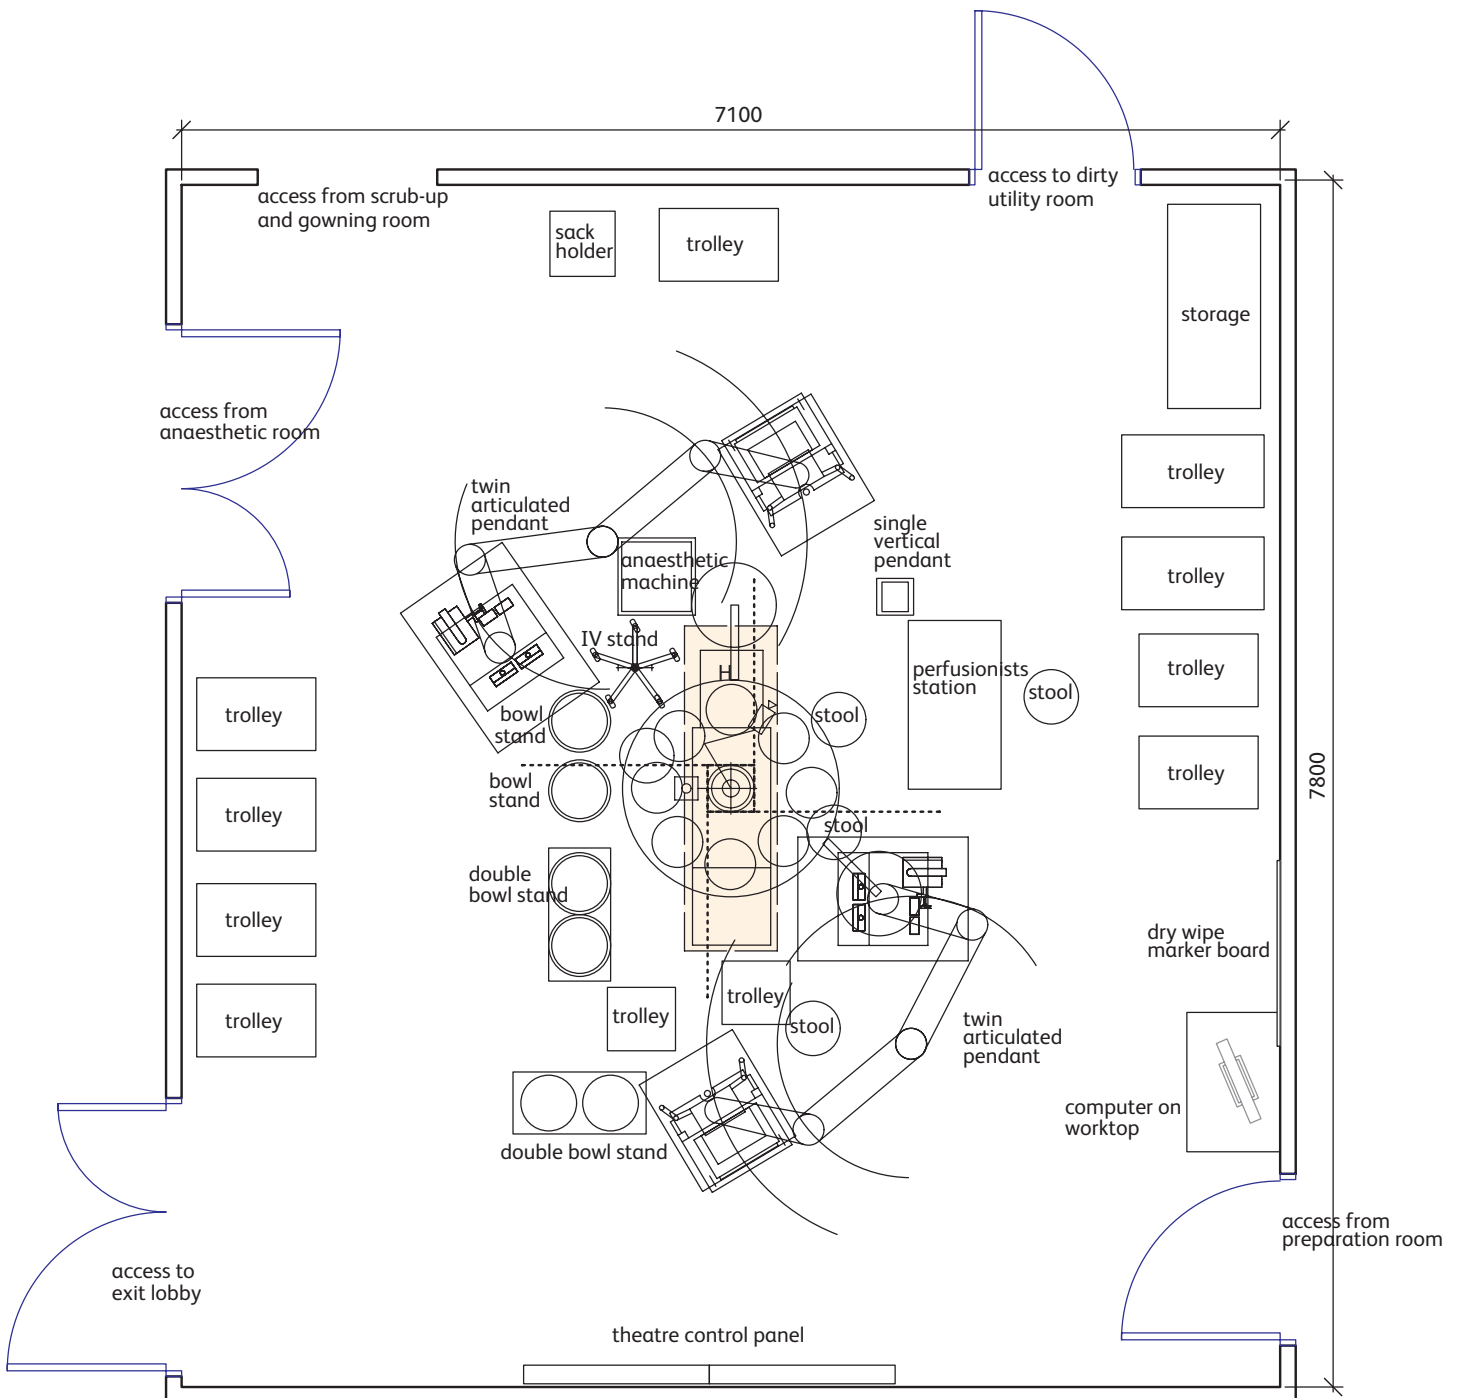 7100
access from scrub-up
and gowning room
access to dirty
utility room
sack
holder
trolley
storage
access from
anaesthetic room
trolley
twin
articulated
pendant
single
vertical
pendant
anaesthetic
machine
trolley
IV stand
H
perfusionists
station
stool
trolley
trolley
bowl
stand
stool
trolley
bowl
stand
7800
trolley
stool
double
bowl stand
trolley
dry wipe
marker board
trolley
trolley
trolley
stool
twin
articulated
pendant
computer on
worktop
double bowl stand
access from
preparation room
access to
exit lobby
theatre control panel